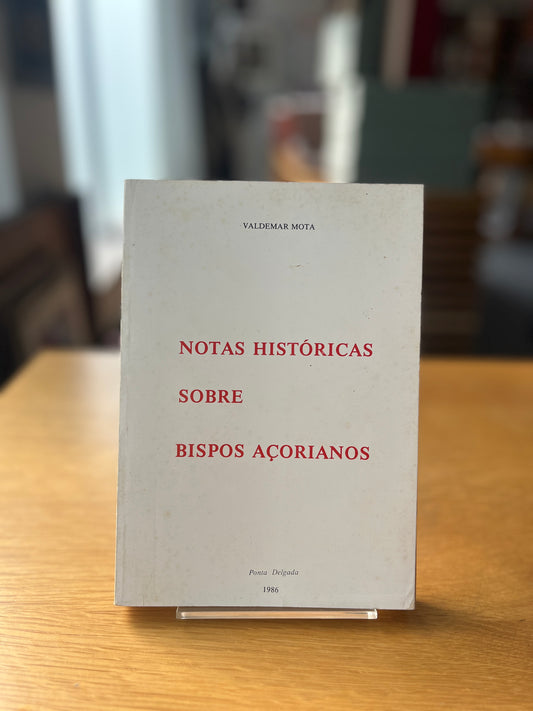 VALDEMAR MOTA
NOTAS HISTÓRICAS
SOBRE
BISPOS AÇORIANOS
Ponta Delgada
1986